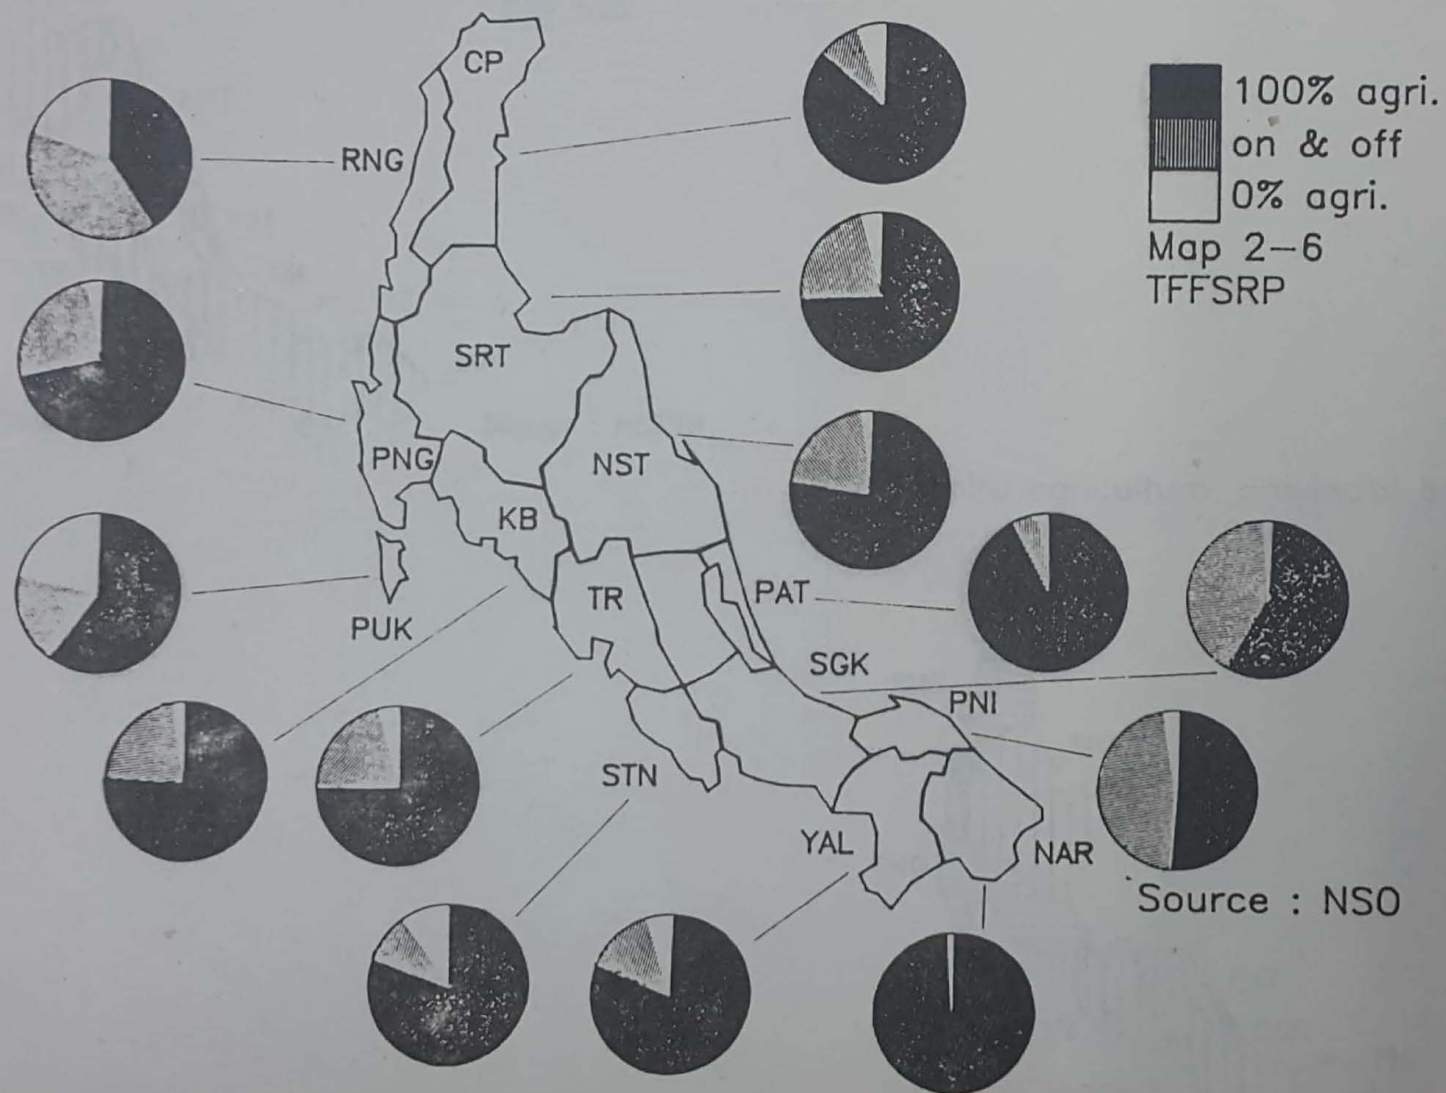 CP
100% agri.
on & off
0% agri.
Map 2-6
TFFSRP
RNG
SRT
PNG
NST
KB
PAT
TR
PUK
SGK
PNI
STN
YAL
NAR
Source : NSO